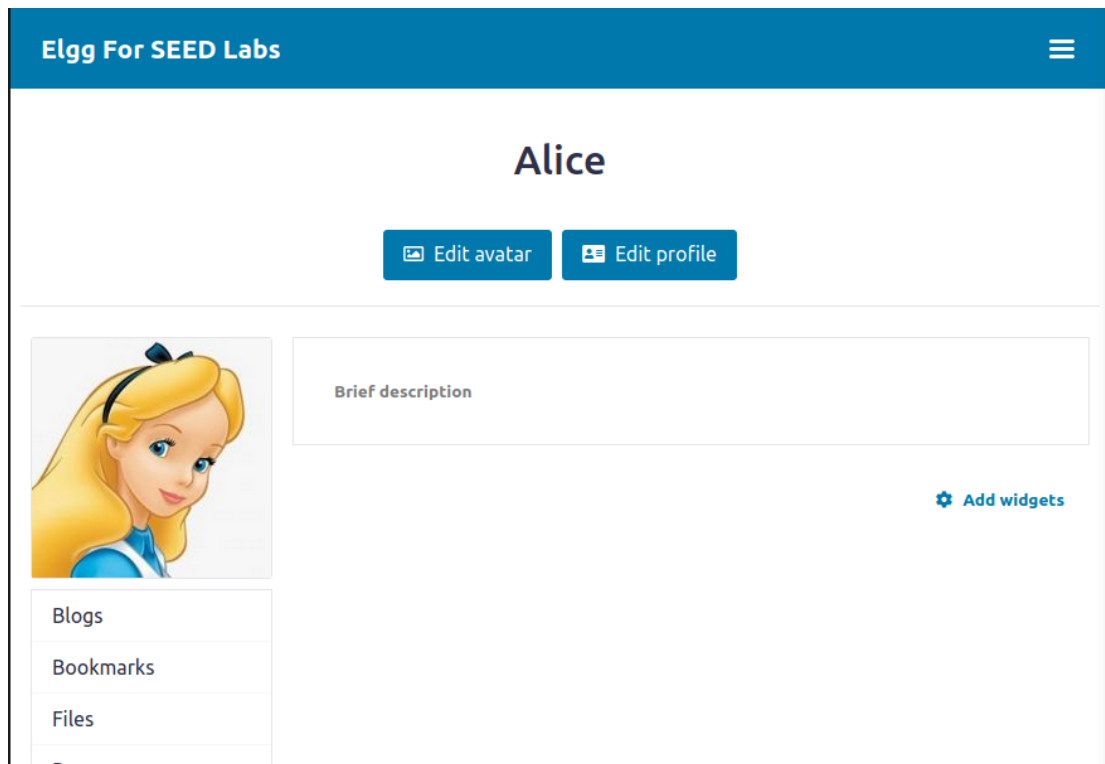 Elgg For SEED Labs
Alice
Edit avatar
Edit profile
Brief description
Add widgets
Blogs
Bookmarks
Files